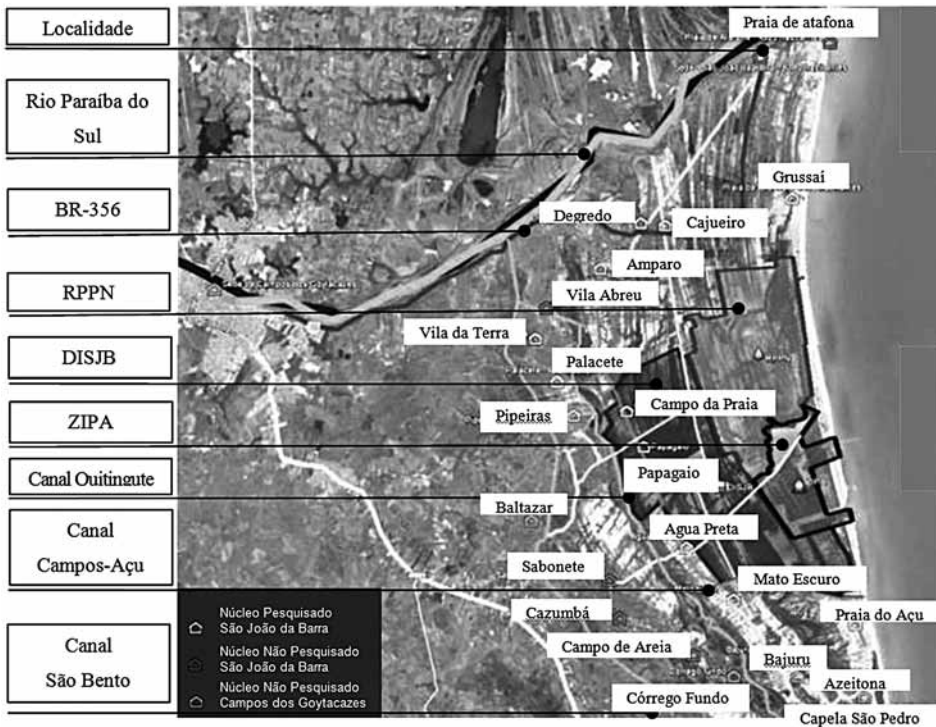 Localidade
Rio Paraíba do
Sul
BR-356
RPPN
DISJB
ZIPA
Canal Quitingute
Canal
Campos-Açu
Canal
São Bento
Praia de atafona
Grussaí
Degredo
Cajueiro
Amparo
Vila Abreu
Vila da Terra
Palacete
Campo da Praia
Pipeiras
Papagaio
Baltazar
Agua Preta
Sabonete
Mato Escuro
Cazumbá
Praia do Açu
Campo de Areia
Bajuru
Azeitona
Córrego Fundo
Capela São Pedro
Núcleo Pesquisado
São João da Barra
Núcleo Não Pesquisado
São João da Barra
Núcleo Não Pesquisado
Campos dos Goytacazes